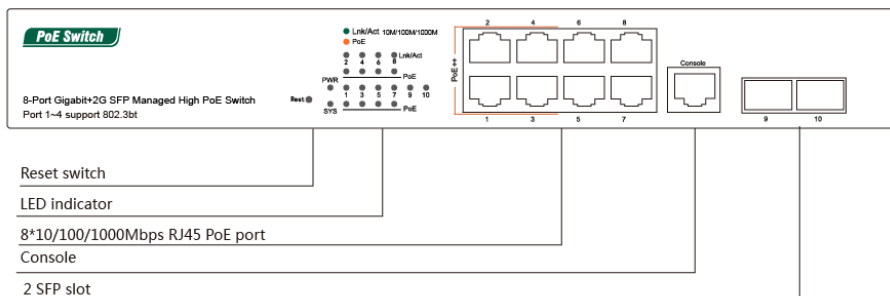 PoE Switch
8-Port Gigabit+2G SFP Managed High PoE Switch
Port 1~4 support 802.3bt
Rest
Lnk/Act 10M/100M/1000M
PoE
Lnk/Act
2 4 6 8
PoE
PWR
1 3 5 7 9 10
SYS
PoE
PoE++
2 4 6 8
1 3 5 7
Console
9 10
Reset switch
LED indicator
8*10/100/1000Mbps RJ45 PoE port
Console
2 SFP slot